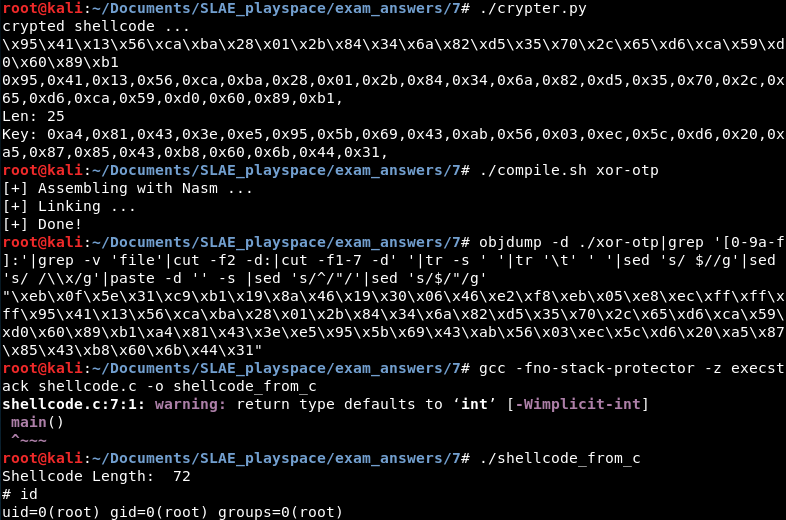 root@kali:~/Documents/SLAE_playspace/exam_answers/7# ./crypter.py
crypted shellcode ...
\x95\x41\x13\x56\xca\xba\x28\x01\x2b\x84\x34\x6a\x82\xd5\x35\x70\x2c\x65\xd6\xca\x59\xd
0\x60\x89\xb1
0x95,0x41,0x13,0x56,0xca,0xba,0x28,0x01,0x2b,0x84,0x34,0x6a,0x82,0xd5,0x35,0x70,0x2c,0x
65,0xd6,0xca,0x59,0xd0,0x60,0x89,0xb1,
Len: 25
Key: 0xa4,0x81,0x43,0x3e,0xe5,0x95,0x5b,0x69,0x43,0xab,0x56,0x03,0xec,0x5c,0xd6,0x20,0x
a5,0x87,0x85,0x43,0xb8,0x60,0x6b,0x44,0x31,
root@kali:~/Documents/SLAE_playspace/exam_answers/7# ./compile.sh xor-otp
[+] Assembling with Nasm ...
[+] Linking ...
[+] Done!
root@kali:~/Documents/SLAE_playspace/exam_answers/7# objdump -d ./xor-otp|grep '[0-9a-f
]:'|grep -v 'file'|cut -f2 -d:|cut -f1-7 -d' '|tr -s ' '|tr '\t' ' '|sed 's/ $//g'|sed
's/ /\\x/g'|paste -d '' -s |sed 's/^/"/'|sed 's/$/"/g'
"\xeb\x0f\x5e\x31\xc9\xb1\x19\x8a\x46\x19\x30\x06\x46\xe2\xf8\xeb\x05\xe8\xec\xff\xff\x
ff\x95\x41\x13\x56\xca\xba\x28\x01\x2b\x84\x34\x6a\x82\xd5\x35\x70\x2c\x65\xd6\xca\x59\
xd0\x60\x89\xb1\xa4\x81\x43\x3e\xe5\x95\x5b\x69\x43\xab\x56\x03\xec\x5c\xd6\x20\xa5\x87
\x85\x43\xb8\x60\x6b\x44\x31"
root@kali:~/Documents/SLAE_playspace/exam_answers/7# gcc -fno-stack-protector -z execst
ack shellcode.c -o shellcode_from_c
shellcode.c:7:1: warning: return type defaults to ‘int’ [-Wimplicit-int]
main()
^~~~
root@kali:~/Documents/SLAE_playspace/exam_answers/7# ./shellcode_from_c
Shellcode Length:  72
# id
uid=0(root) gid=0(root) groups=0(root)